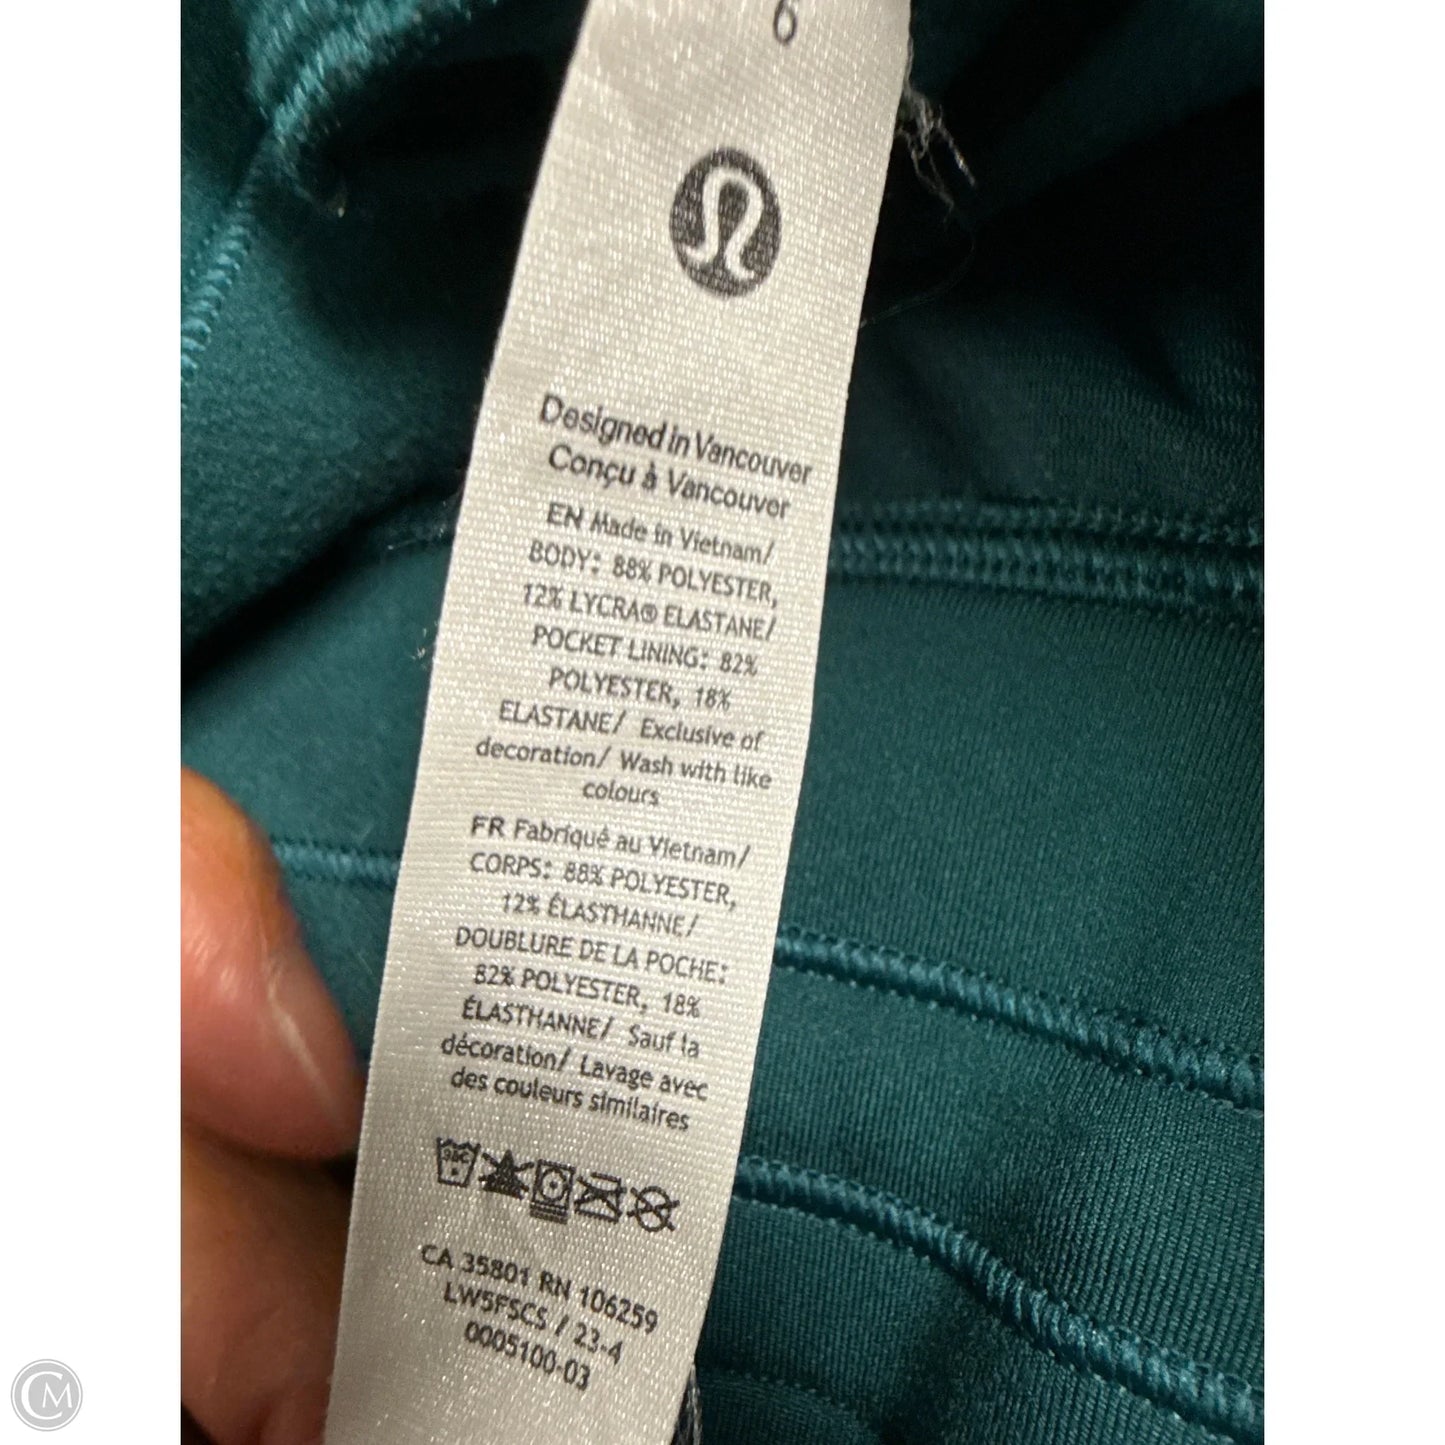 6
Designed in Vancouver
Conçu à Vancouver
EN Made in Vietnam/
BODY: 88% POLYESTER,
12% LYCRA® ELASTANE/
POCKET LINING: 82%
POLYESTER, 18%
ELASTANE/ Exclusive of
decoration/ Wash with like
colours
FR Fabriqué au Vietnam/
CORPS: 88% POLYESTER,
12% ÉLASTHANNE/
DOUBLURE DE LA POCHE:
82% POLYESTER, 18%
ÉLASTHANNE/ Sauf la
décoration/ Lavage avec
des couleurs similaires
CA 35801 RN 106259
LW5FSCS / 23-4
0005100-03
CM